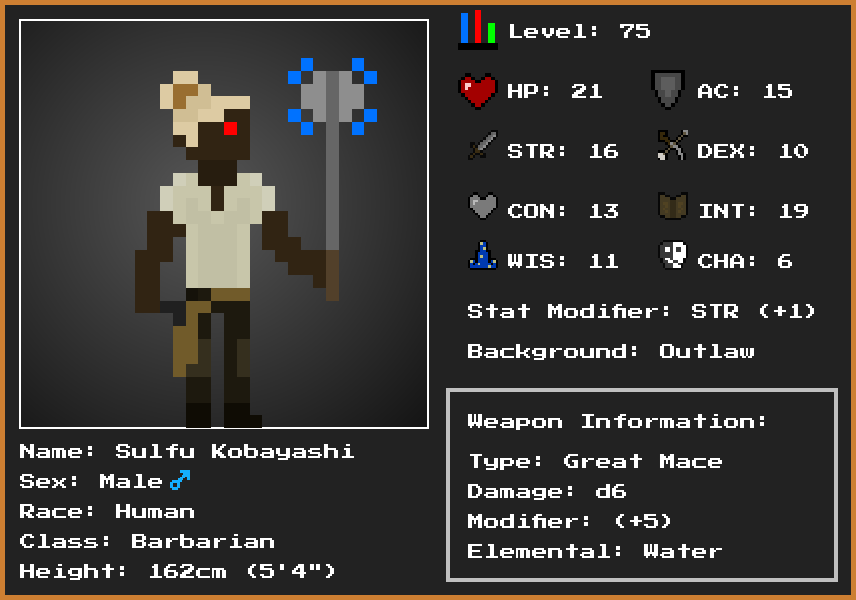 Level: 75
HP: 21
AC: 15
STR: 16
DEX: 10
CON: 13
INT: 19
WIS: 11
CHA: 6
Stat Modifier: STR (+1)
Background: Outlaw
Weapon Information:
Type: Great Mace
Damage: d6
Modifier: (+5)
Elemental: Water
Name: Sulfu Kobayashi
Sex: Male♂
Race: Human
Class: Barbarian
Height: 162cm (5'4")